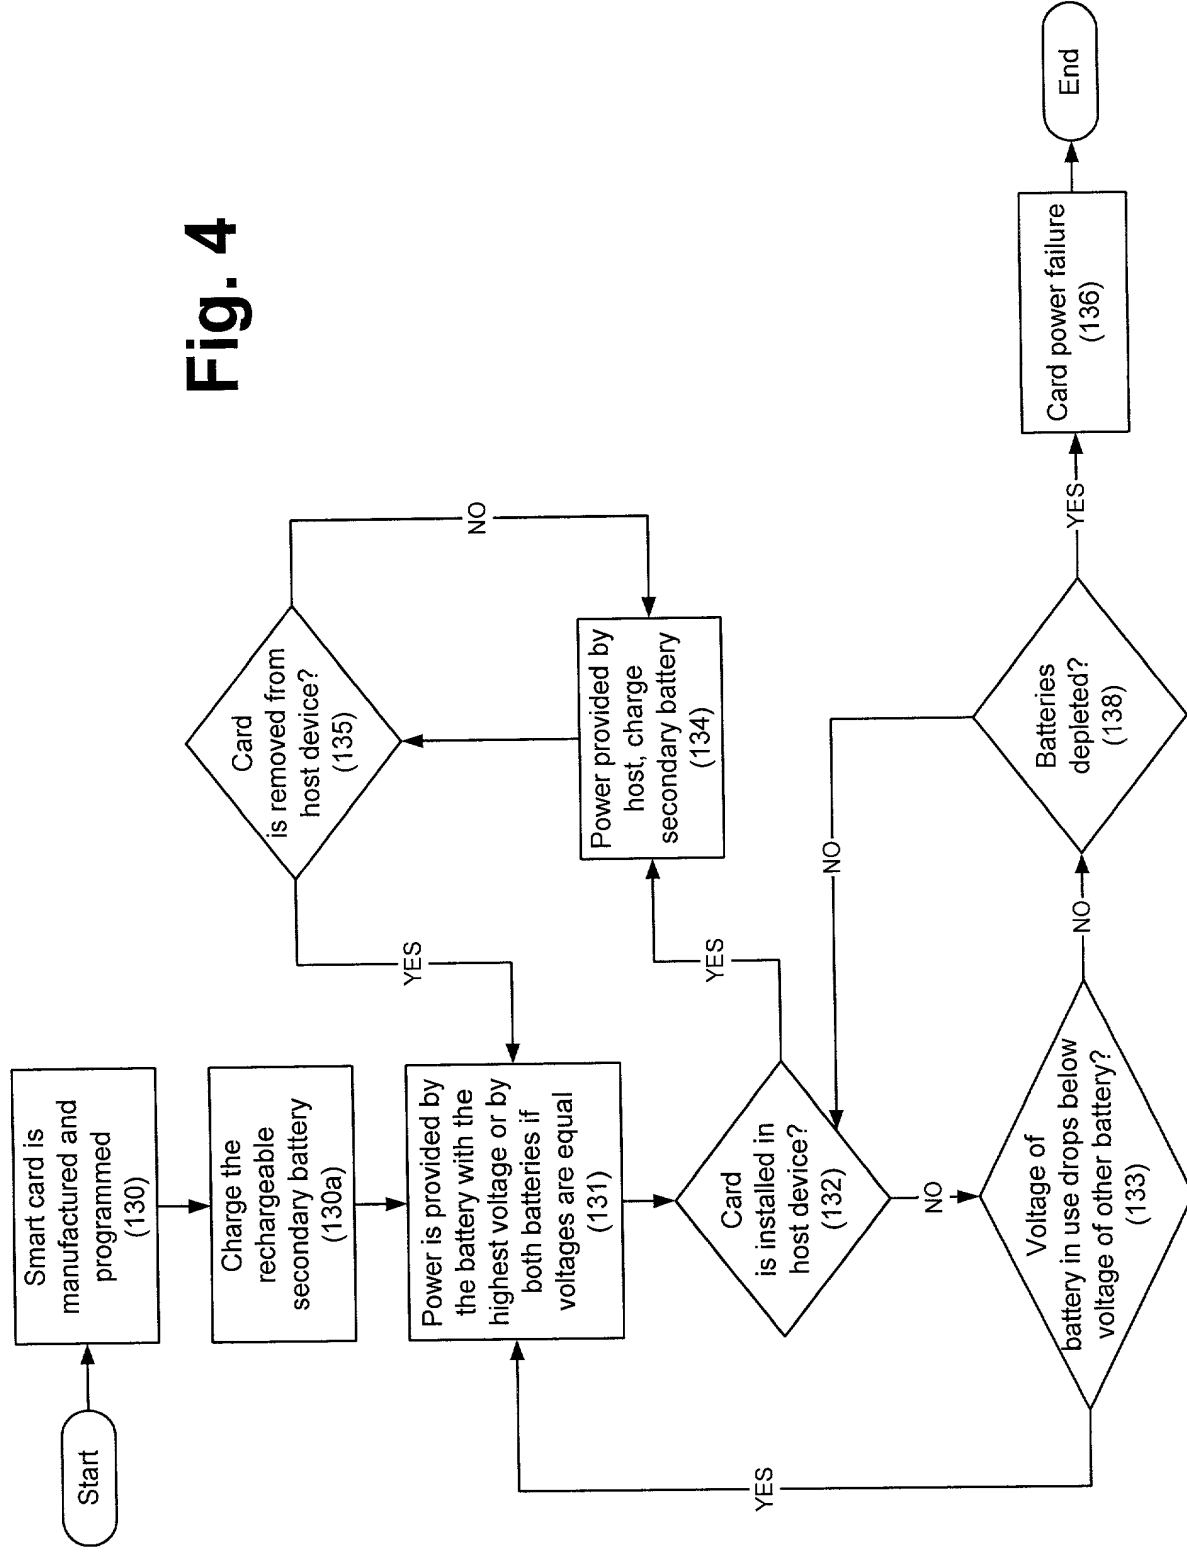 Fig. 4
Start
Smart card is
manufactured and
programmed
(130)
Charge the
rechargeable
secondary battery
(130a)
Power is provided by
the battery with the
highest voltage or by
both batteries if
voltages are equal
(131)
Card
is installed in
host device?
(132)
YES
NO
Power provided by
host, charge
secondary battery
(134)
Card
is removed from
host device?
(135)
YES
NO
Voltage of
battery in use drops below
voltage of other battery?
(133)
YES
NO
Batteries
depleted?
(138)
NO
YES
Card power failure
(136)
End